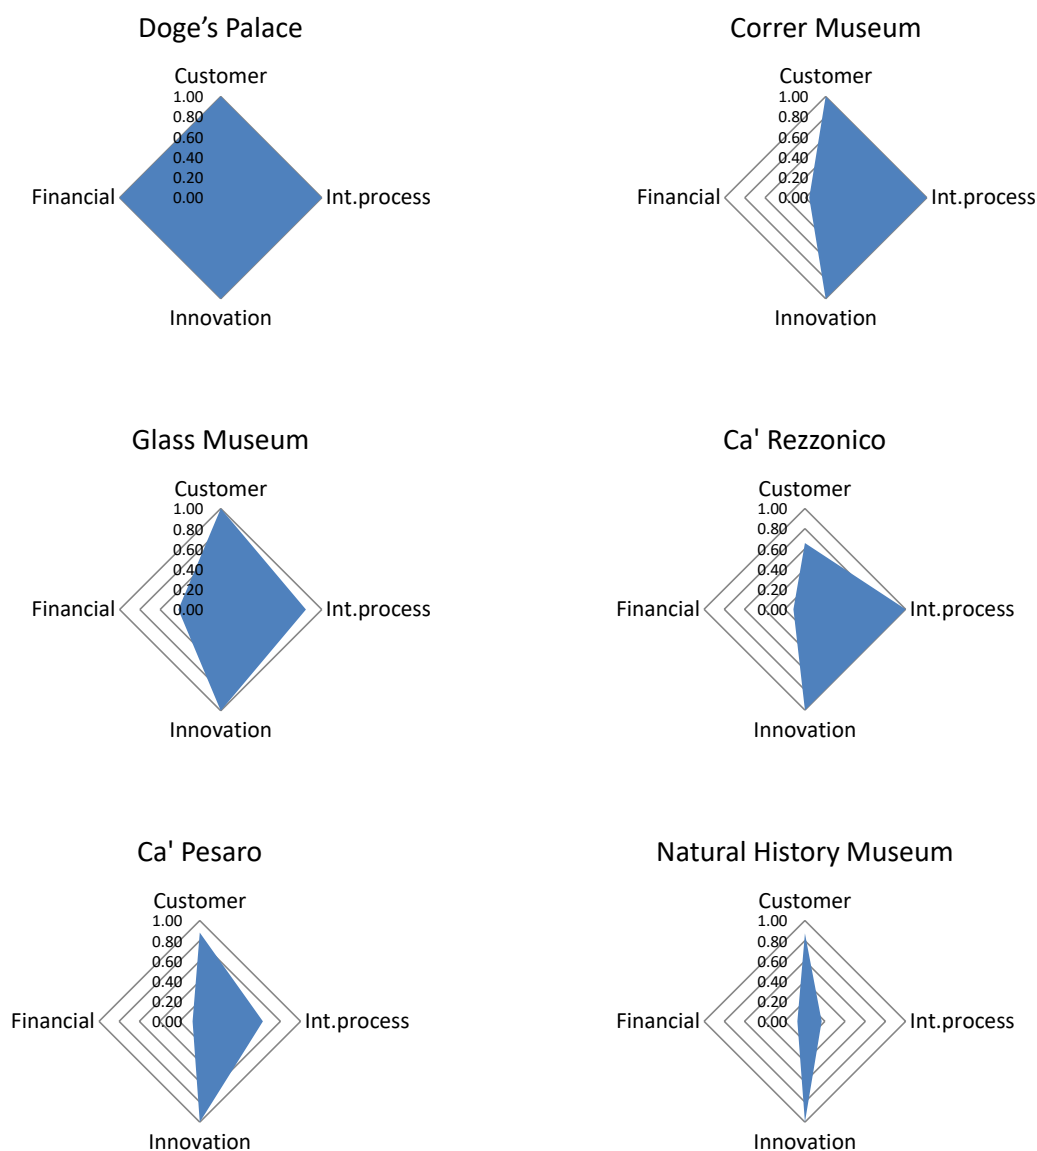 Doge’s Palace
Customer
1.00
0.80
0.60
0.40
0.20
0.00
Financial
Int.process
Innovation
Correr Museum
Customer
1.00
0.80
0.60
0.40
0.20
0.00
Int.process
Innovation
Glass Museum
Customer
1.00
0.80
0.60
0.40
0.20
0.00
Financial
Int.process
Innovation
Ca' Rezzonico
Customer
1.00
0.80
0.60
0.40
0.20
0.00
Financial
Int.process
Innovation
Ca' Pesaro
Customer
1.00
0.80
0.60
0.40
0.20
0.00
Financial
Int.process
Innovation
Natural History Museum
Customer
1.00
0.80
0.60
0.40
0.20
0.00
Financial
Int.process
Innovation